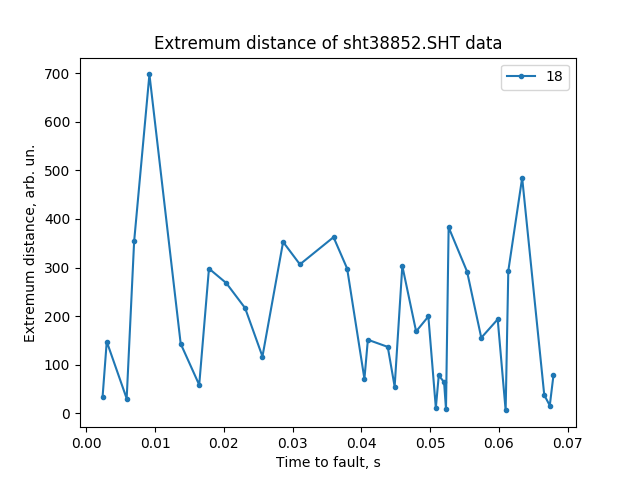 Extremum distance of sht38852.SHT data
18
Extremum distance, arb. un.
700
600
500
400
300
200
100
0
0.00 0.01 0.02 0.03 0.04 0.05 0.06 0.07
Time to fault, s